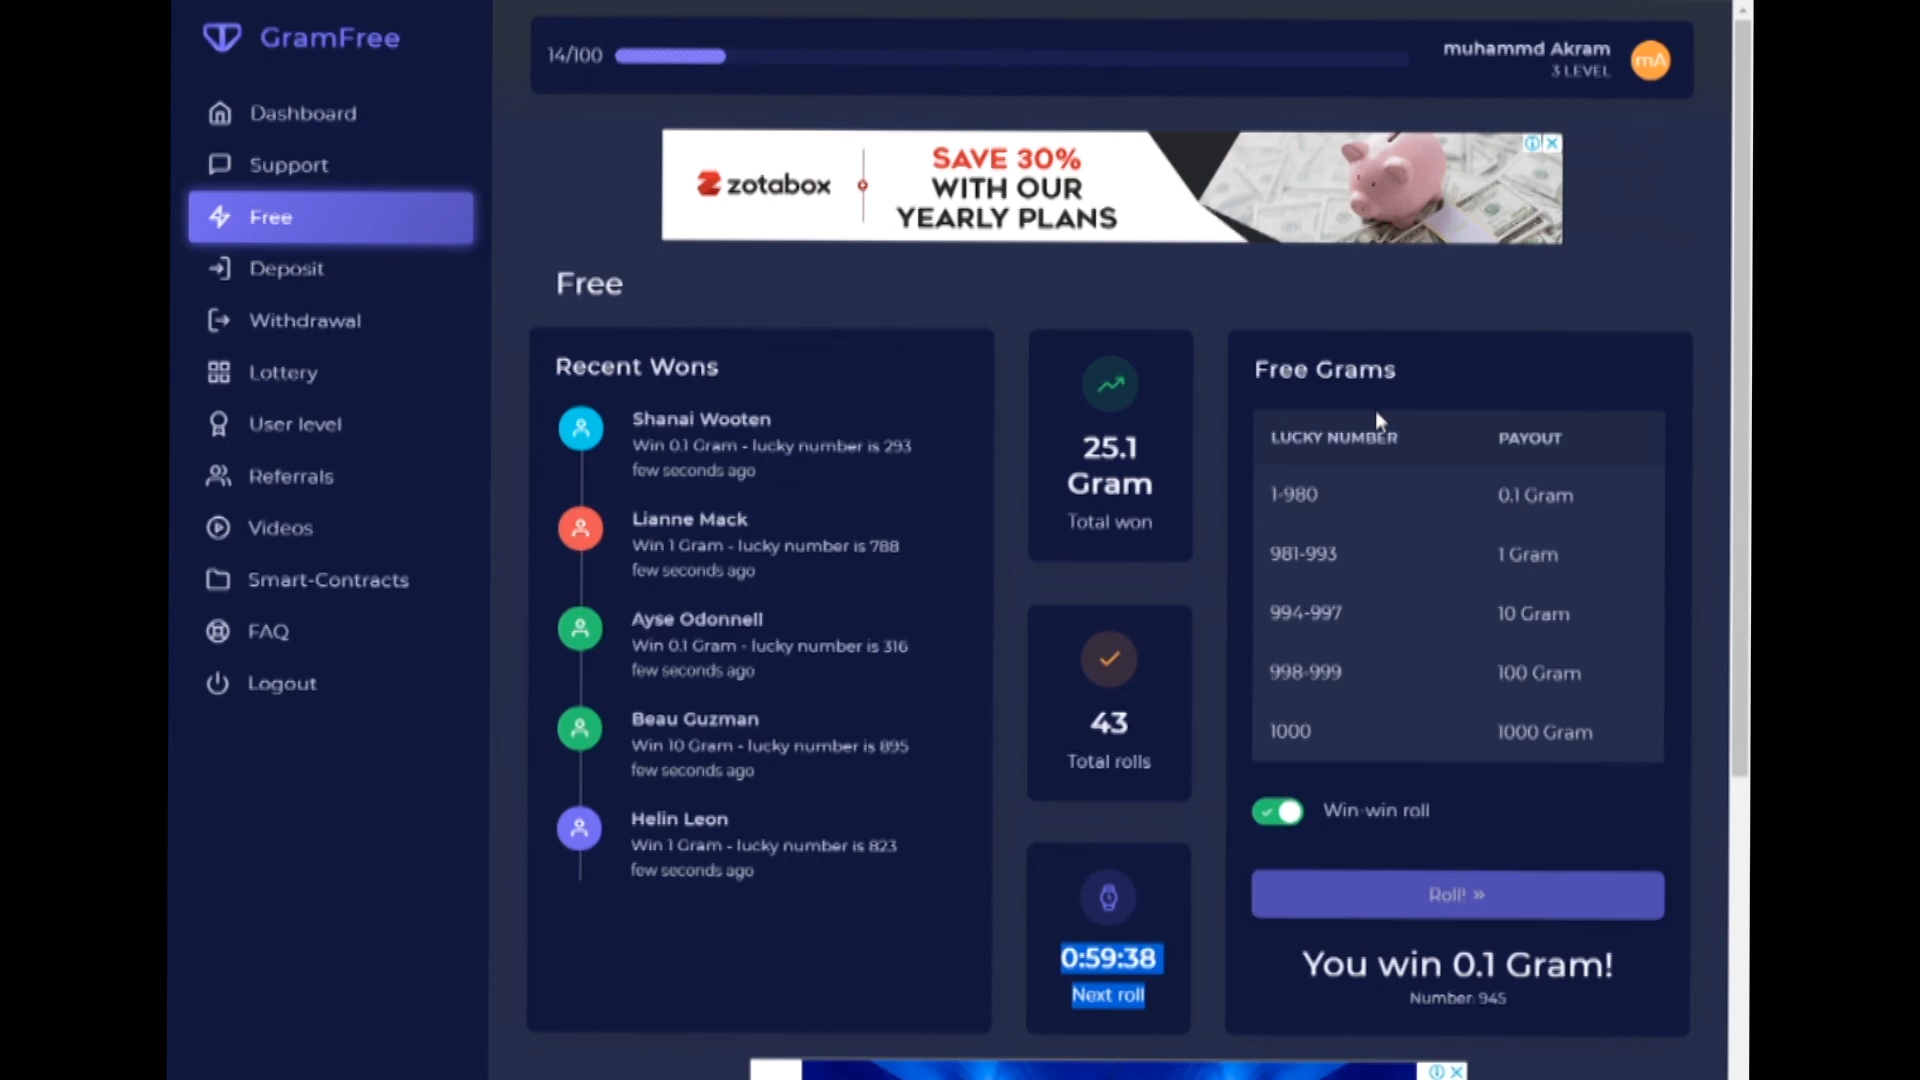 GramFree
Dashboard
Support
Free
Deposit
Withdrawal
Lottery
User level
Referrals
Videos
Smart-Contracts
FAQ
Logout
14/100
muhammd Akram
3 LEVEL
mA
zotabox
SAVE 30%
WITH OUR
YEARLY PLANS
Free
Recent Wons
Shanai Wooten
Win 0.1 Gram - lucky number is 293
few seconds ago
Lianne Mack
Win 1 Gram - lucky number is 788
few seconds ago
Ayse Odonnell
Win 0.1 Gram - lucky number is 316
few seconds ago
Beau Guzman
Win 10 Gram - lucky number is 895
few seconds ago
Helin Leon
Win 1 Gram - lucky number is 823
few seconds ago
25.1
Gram
Total won
43
Total rolls
0:59:38
Next roll
Free Grams
LUCKY NUMBER PAYOUT
1-980 0.1 Gram
981-993 1 Gram
994-997 10 Gram
998-999 100 Gram
1000 1000 Gram
Win-win roll
Roll! »
You win 0.1 Gram!
Number: 945